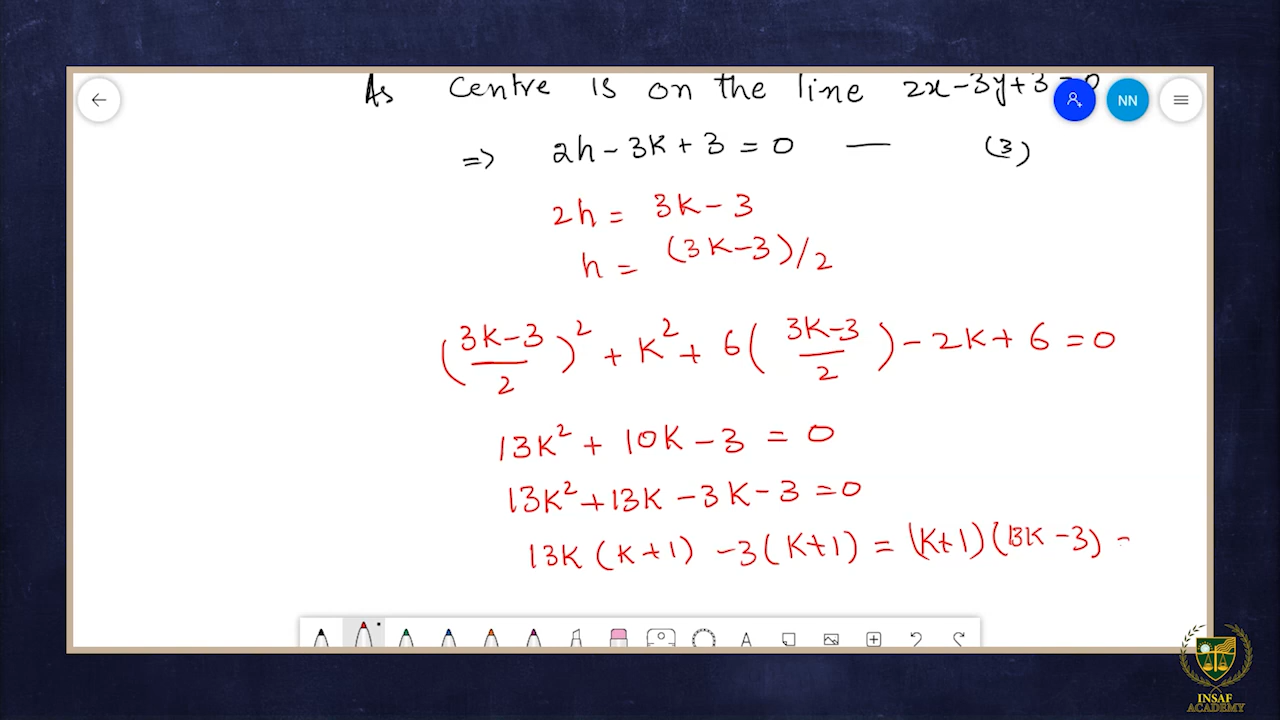 As Centre is on the line 2x-3y+3=0
NN
=> 2h - 3K + 3 = 0 — (3)
2h = 3K - 3
h = (3K-3)/2
((3K-3)/2)² + K² + 6((3K-3)/2) - 2K + 6 = 0
13K² + 10K - 3 = 0
13K² + 13K - 3K - 3 = 0
13K (K+1) - 3 (K+1) = (K+1)(13K-3) -
A
INSAF
ACADEMY